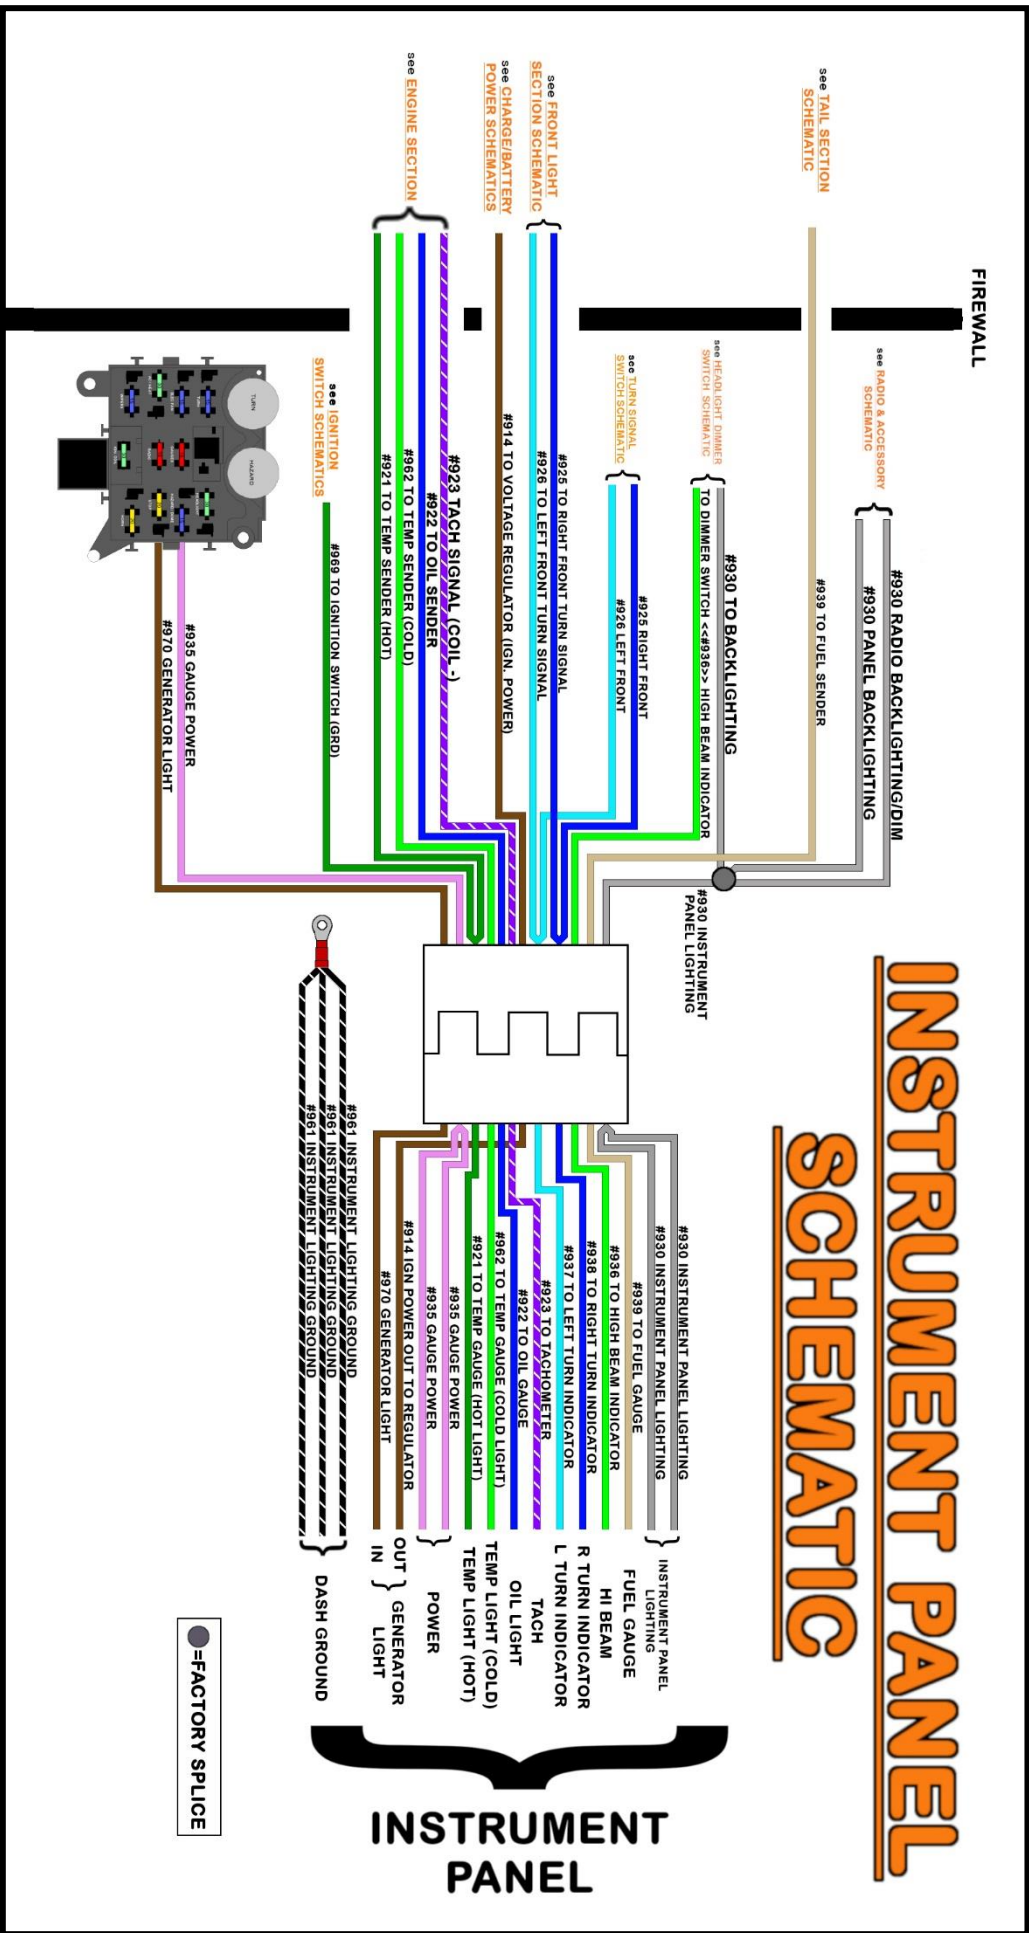 INSTRUMENT PANEL
SCHEMATIC
FIREWALL
see RADIO & ACCESSORY
SCHEMATIC
#930 RADIO BACKLIGHTING/DIM
#930 PANEL BACKLIGHTING
see TAIL SECTION
SCHEMATIC
#939 TO FUEL SENDER
see HEADLIGHT DIMMER
SWITCH SCHEMATIC
#930 TO BACKLIGHTING
TO DIMMER SWITCH <<#936>> HIGH BEAM INDICATOR
#930 INSTRUMENT
PANEL LIGHTING
see TURN SIGNAL
SWITCH SCHEMATIC
#925 RIGHT FRONT
#926 LEFT FRONT
see FRONT LIGHT
SECTION SCHEMATIC
#925 TO RIGHT FRONT TURN SIGNAL
#926 TO LEFT FRONT TURN SIGNAL
see CHARGE/BATTERY
POWER SCHEMATICS
#914 TO VOLTAGE REGULATOR (IGN. POWER)
see ENGINE SECTION
#923 TACH SIGNAL (COIL -)
#922 TO OIL SENDER
#962 TO TEMP SENDER (COLD)
#921 TO TEMP SENDER (HOT)
see IGNITION
SWITCH SCHEMATICS
#969 TO IGNITION SWITCH (GRD)
TURN
HAZARD
#935 GAUGE POWER
#970 GENERATOR LIGHT
#930 INSTRUMENT PANEL LIGHTING
#930 INSTRUMENT PANEL LIGHTING
#939 TO FUEL GAUGE
#936 TO HIGH BEAM INDICATOR
#938 TO RIGHT TURN INDICATOR
#937 TO LEFT TURN INDICATOR
#923 TO TACHOMETER
#922 TO OIL GAUGE
#962 TO TEMP GAUGE (COLD LIGHT)
#921 TO TEMP GAUGE (HOT LIGHT)
#935 GAUGE POWER
#935 GAUGE POWER
#914 IGN POWER OUT TO REGULATOR
#970 GENERATOR LIGHT
#961 INSTRUMENT LIGHTING GROUND
#961 INSTRUMENT LIGHTING GROUND
#961 INSTRUMENT LIGHTING GROUND
INSTRUMENT PANEL
LIGHTING
FUEL GAUGE
HI BEAM
R TURN INDICATOR
L TURN INDICATOR
TACH
OIL LIGHT
TEMP LIGHT (COLD)
TEMP LIGHT (HOT)
POWER
OUT
IN
GENERATOR
LIGHT
DASH GROUND
INSTRUMENT
PANEL
=FACTORY SPLICE